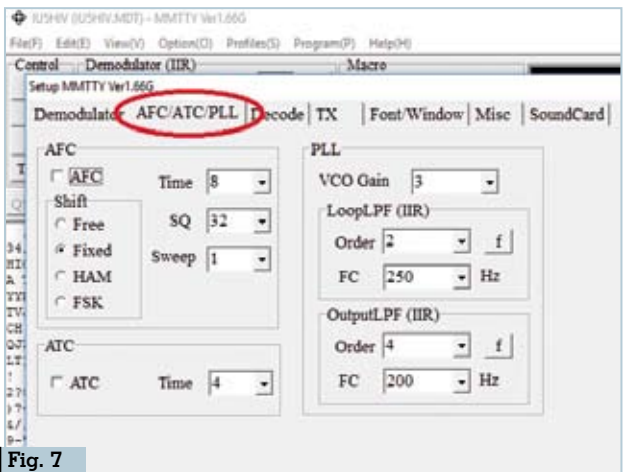 IU5HIV (IU5HIV.MDT) - MMTTY Ver1.66G
File(F) Edit(E) View(V) Option(O) Profiles(S) Program(P) Help(H)
Control Demodulator (IIR) Macro
Setup MMTTY Ver1.66G
Demodulator AFC/ATC/PLL Decode TX Font/Window Misc SoundCard
AFC
AFC
Time 8
Shift
Free
SQ 32
Fixed
Sweep 1
HAM
FSK
ATC
ATC Time 4
PLL
VCO Gain 3
LoopLPF (IIR)
Order 2 f
FC 250 Hz
OutputLPF (IIR)
Order 4 f
FC 200 Hz
Fig. 7